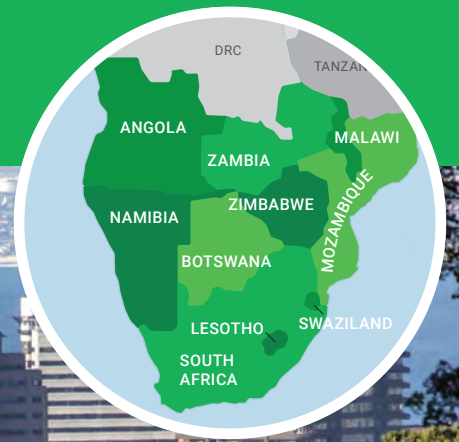 DRC
TANZAN
ANGOLA
MALAWI
ZAMBIA
ZIMBABWE
NAMIBIA
MOZAMBIQUE
BOTSWANA
LESOTHO
SWAZILAND
SOUTH
AFRICA